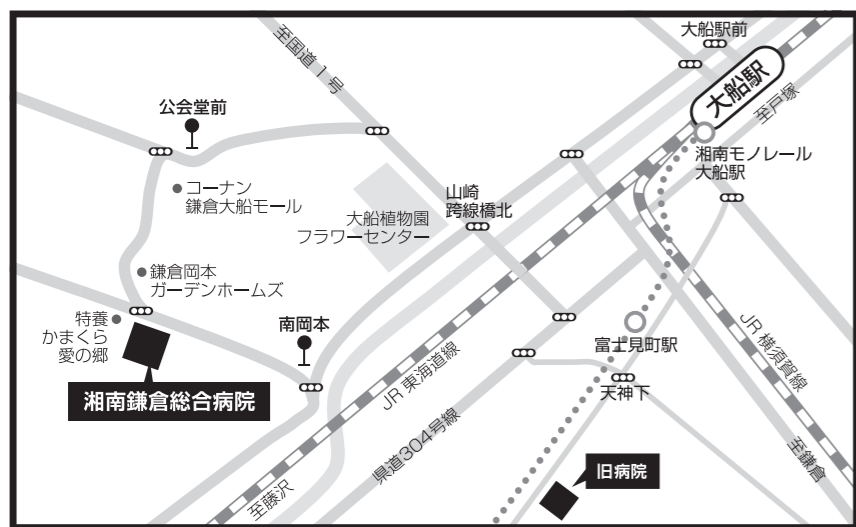 大船駅前
至国道1号
大船駅
至戸塚
公会堂前
湘南モノレール
大船駅
コーナン
鎌倉大船モール
山崎
跨線橋北
大船植物園
フラワーセンター
鎌倉岡本
ガーデンホームズ
特養
かまくら
愛の郷
南岡本
富士見町駅
JR 東海道線
JR 横須賀線
湘南鎌倉総合病院
天神下
県道304号線
至鎌倉
旧病院
至藤沢